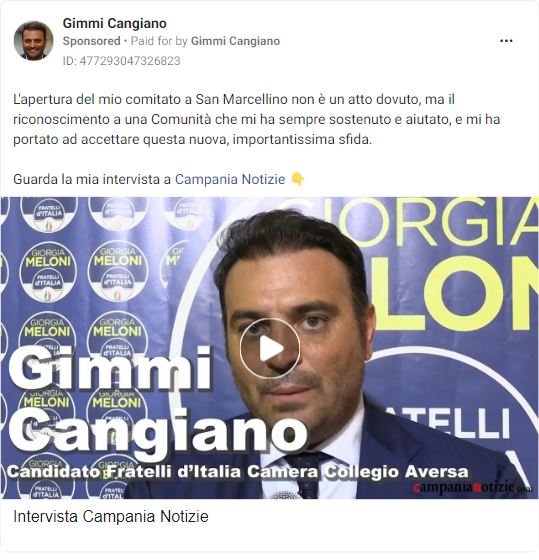 Gimmi Cangiano
Sponsored • Paid for by Gimmi Cangiano
ID: 477293047326823
L'apertura del mio comitato a San Marcellino non è un atto dovuto, ma il
riconoscimento a una Comunità che mi ha sempre sostenuto e aiutato, e mi ha
portato ad accettare questa nuova, importantissima sfida.
Guarda la mia intervista a Campania Notizie 👇
FRATELLI
d'ITALIA
GIORGIA
MELONI
FRATELLI
d'ITALIA
GIORGIA
MELONI
GIORGIA
MELONI
GIORGIA
ELONI
FRATELLI
D'ITALIA
Gimmi
Cangiano
Candidato Fratelli d'Italia Camera Collegio Aversa
campanianotizie.com
Intervista Campania Notizie